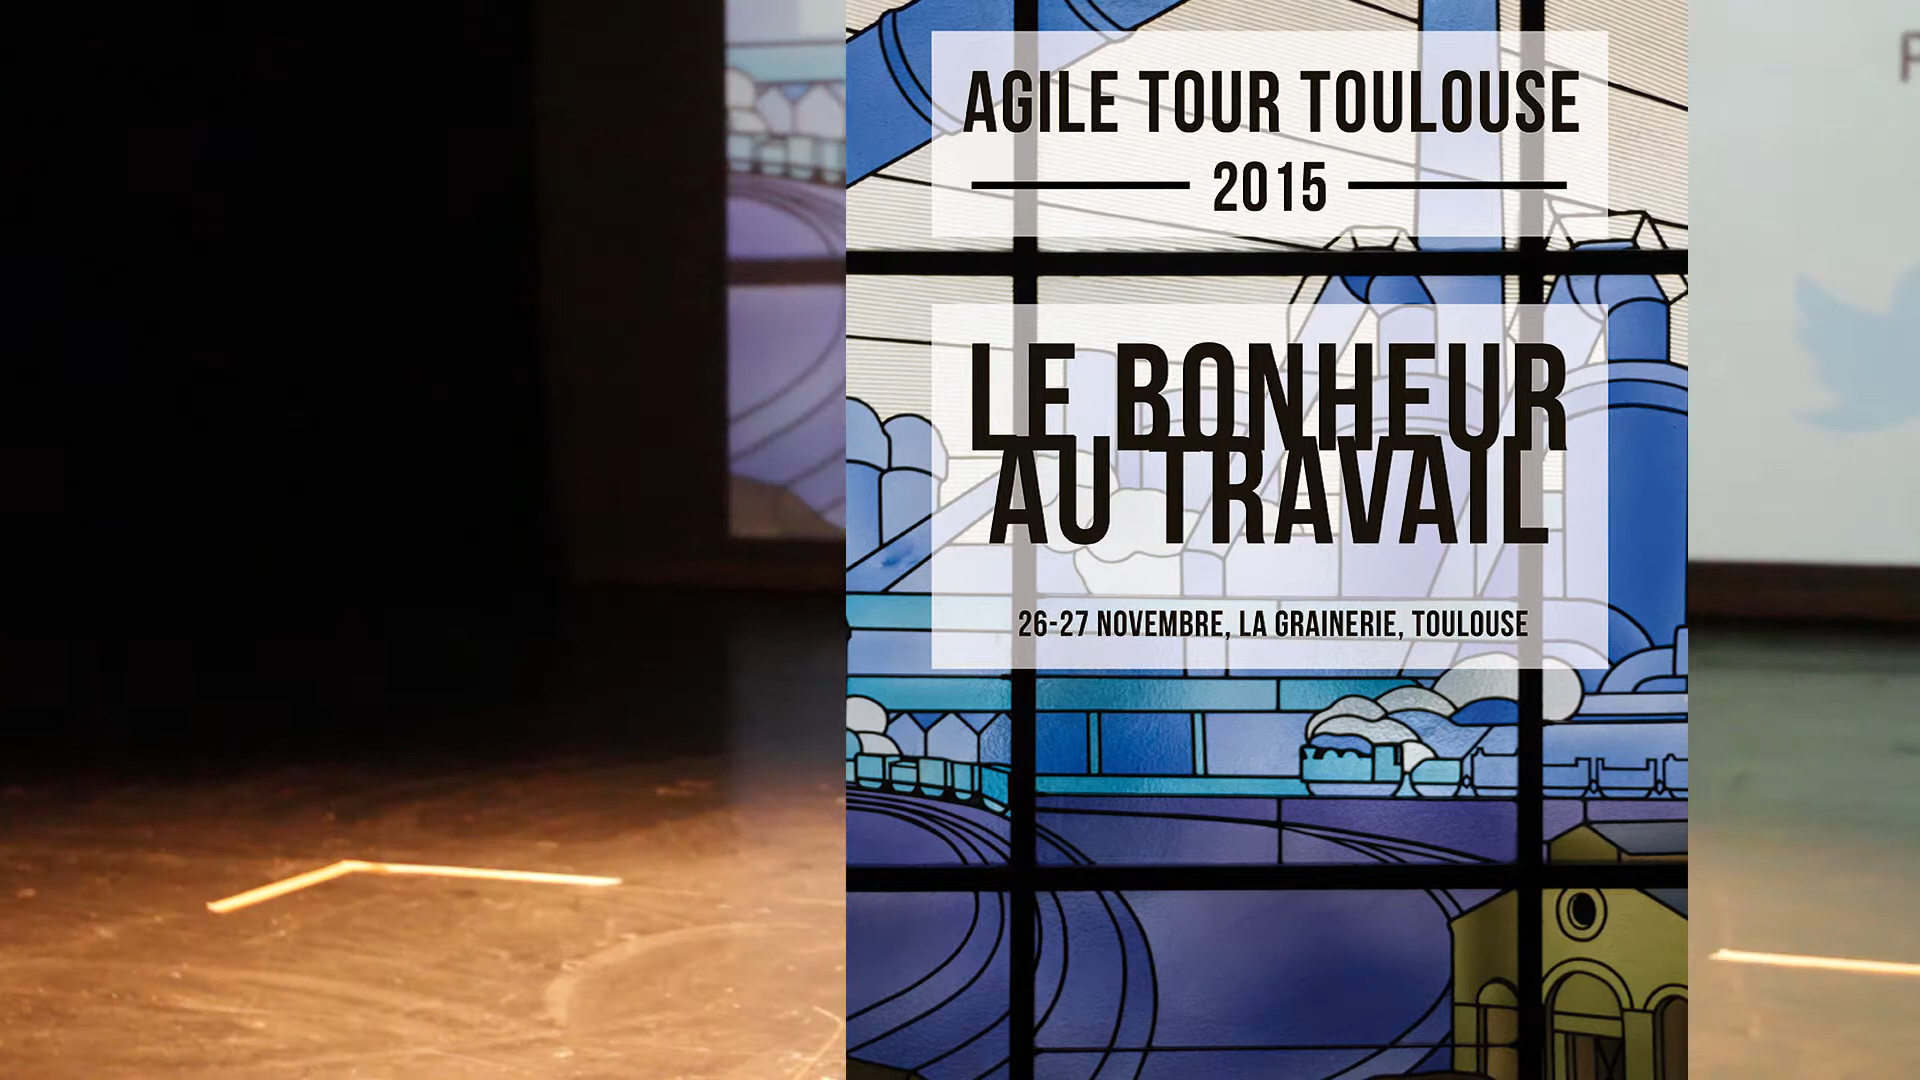 AGILE TOUR TOULOUSE
2015
LE BONHEUR
AU TRAVAIL
26-27 NOVEMBRE, LA GRAINERIE, TOULOUSE